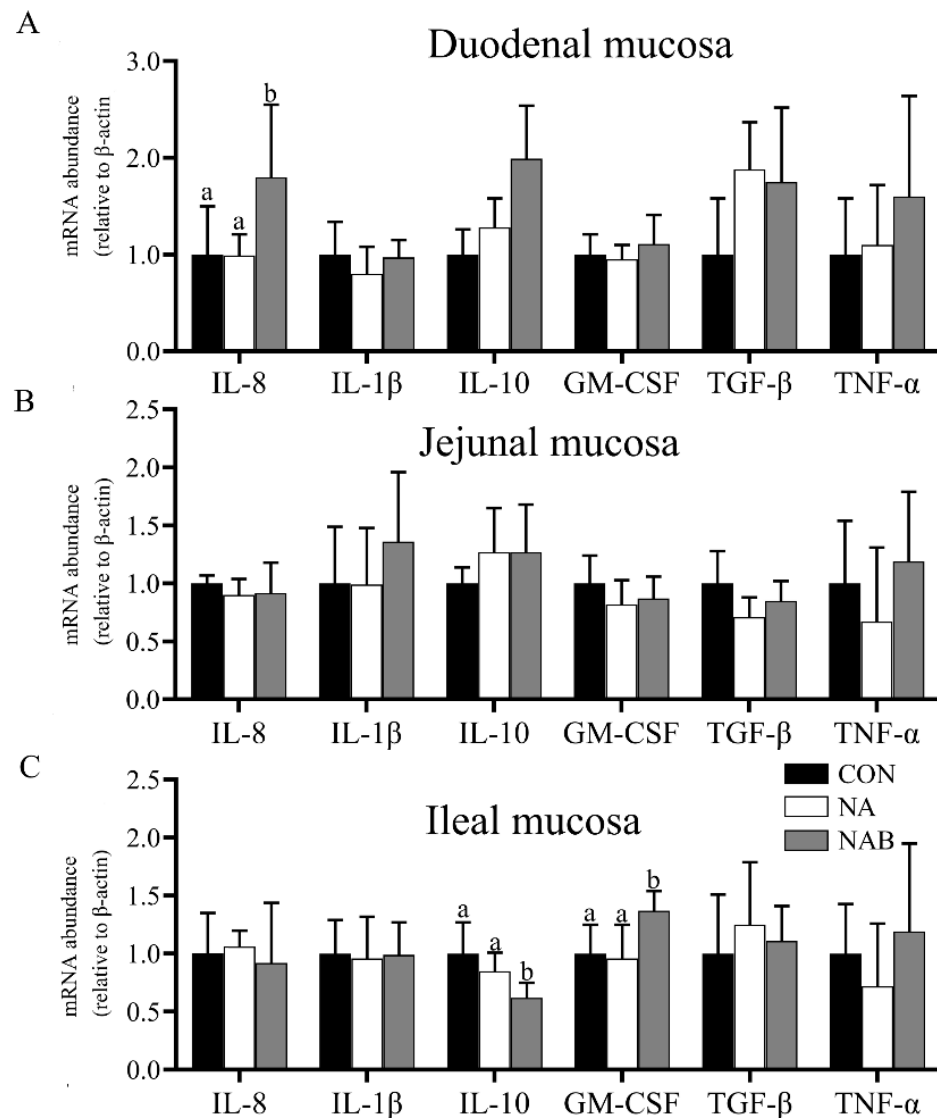 A
Duodenal mucosa
mRNA abundance
(relative to β-actin
3.0
2.0
1.0
0.0
a
a
b
IL-8 IL-1β IL-10 GM-CSF TGF-β TNF-α
B
Jejunal mucosa
mRNA abundance
(relative to β-actin)
2.5
2.0
1.5
1.0
0.5
0.0
IL-8 IL-1β IL-10 GM-CSF TGF-β TNF-α
C
Ileal mucosa
mRNA abundance
(relative to β-actin)
2.5
2.0
1.5
1.0
0.5
0.0
CON
NA
NAB
a
a
b
a a
b
IL-8 IL-1β IL-10 GM-CSF TGF-β TNF-α